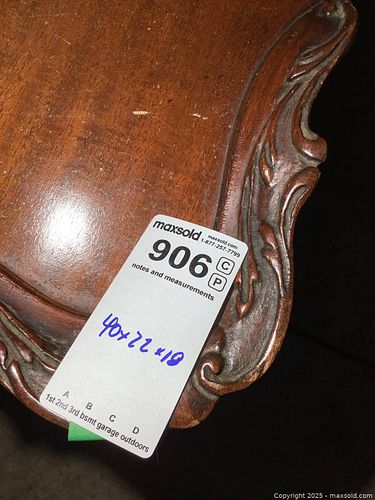 maxsold maxsold.com
1-877-257-7799
906 C
P
notes and measurements
40x22x18
A B C D
1st 2nd 3rd bsmt garage outdoors
Copyright 2025 - maxsold.com